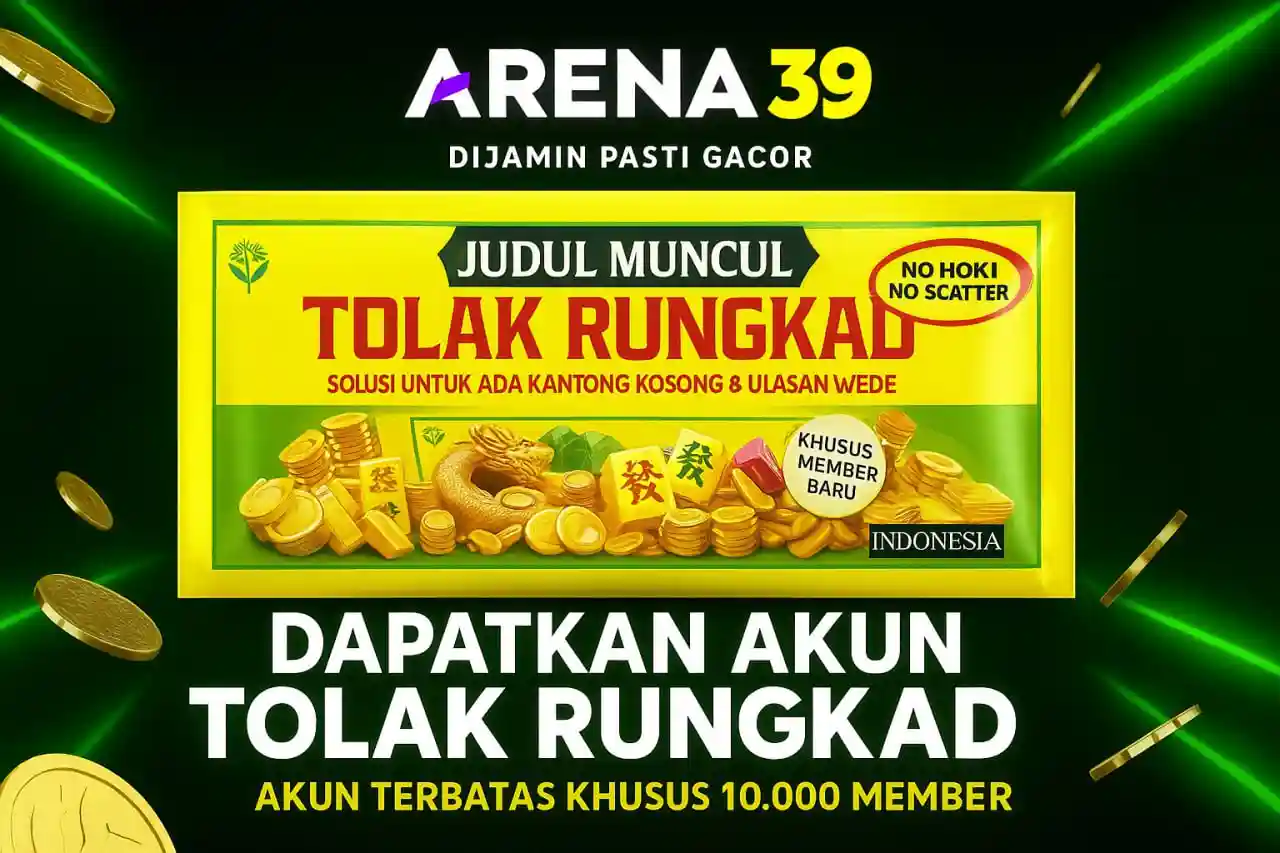 ARENA 39
DIJAMIN PASTI GACOR
JUDUL MUNCUL
NO HOKI
NO SCATTER
TOLAK RUNGKAD
SOLUSI UNTUK ADA KANTONG KOSONG & ULASAN WEDE
KHUSUS
MEMBER
BARU
INDONESIA
DAPATKAN AKUN
TOLAK RUNGKAD
AKUN TERBATAS KHUSUS 10.000 MEMBER